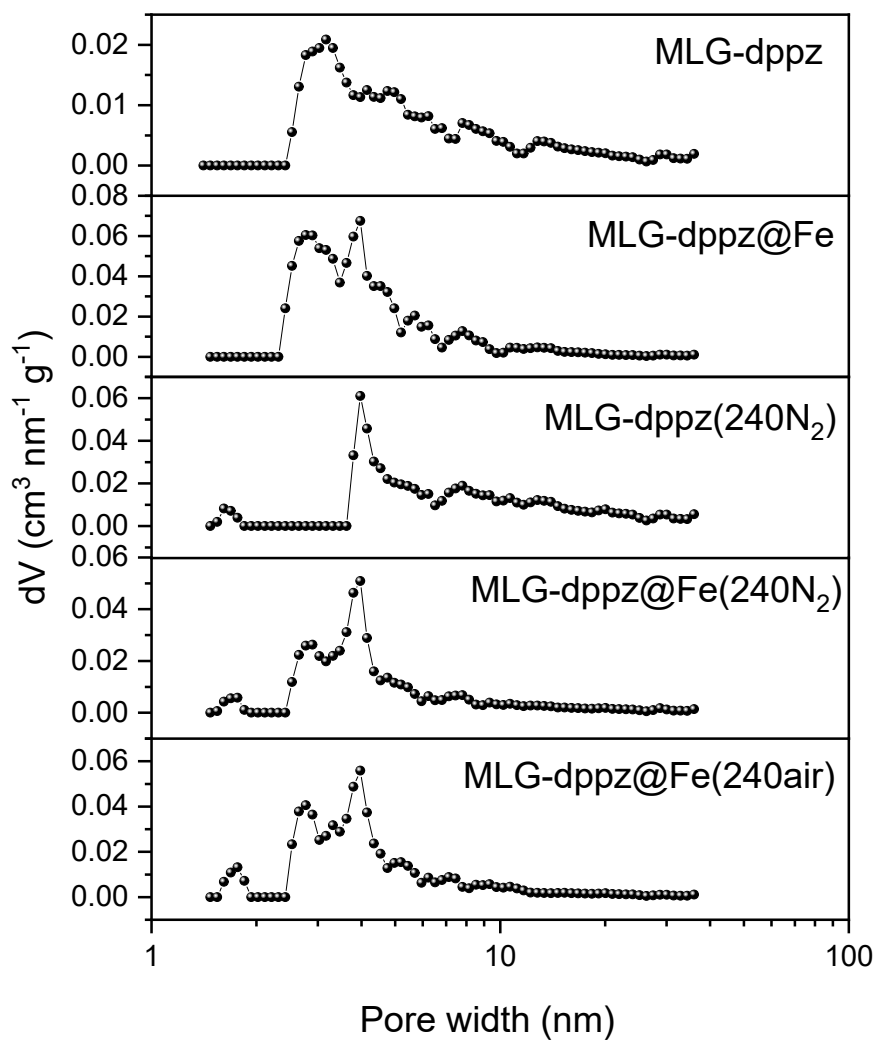 0.02
0.01
0.00
MLG-dppz
0.08
0.06
0.04
0.02
0.00
MLG-dppz@Fe
0.06
0.04
0.02
0.00
MLG-dppz(240N₂)
0.06
0.04
0.02
0.00
MLG-dppz@Fe(240N₂)
0.06
0.04
0.02
0.00
MLG-dppz@Fe(240air)
dV (cm³ nm⁻¹ g⁻¹)
1 10 100
Pore width (nm)